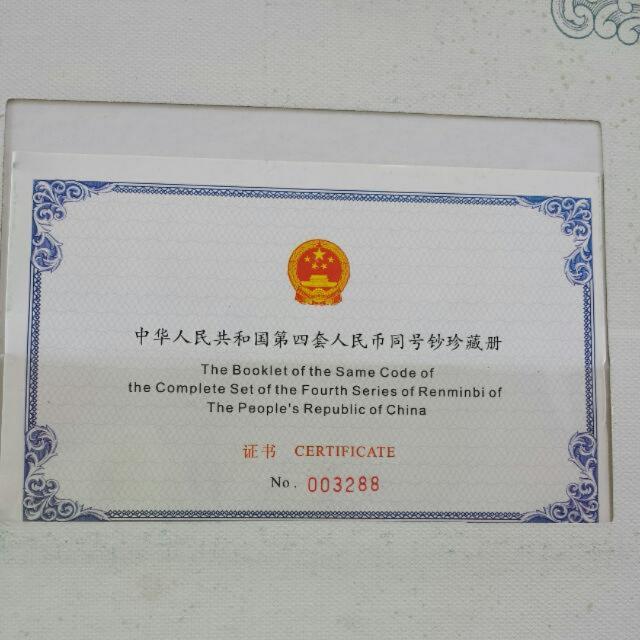 中华人民共和国第四套人民币同号钞珍藏册
The Booklet of the Same Code of
the Complete Set of the Fourth Series of Renminbi of
The People's Republic of China
证书 CERTIFICATE
No. 003288